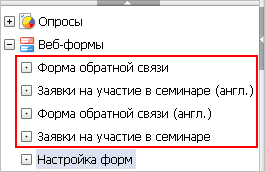 Опросы
Веб-формы
Форма обратной связи
Заявки на участие в семинаре (англ.)
Форма обратной связи (англ.)
Заявки на участие в семинаре
Настройка форм